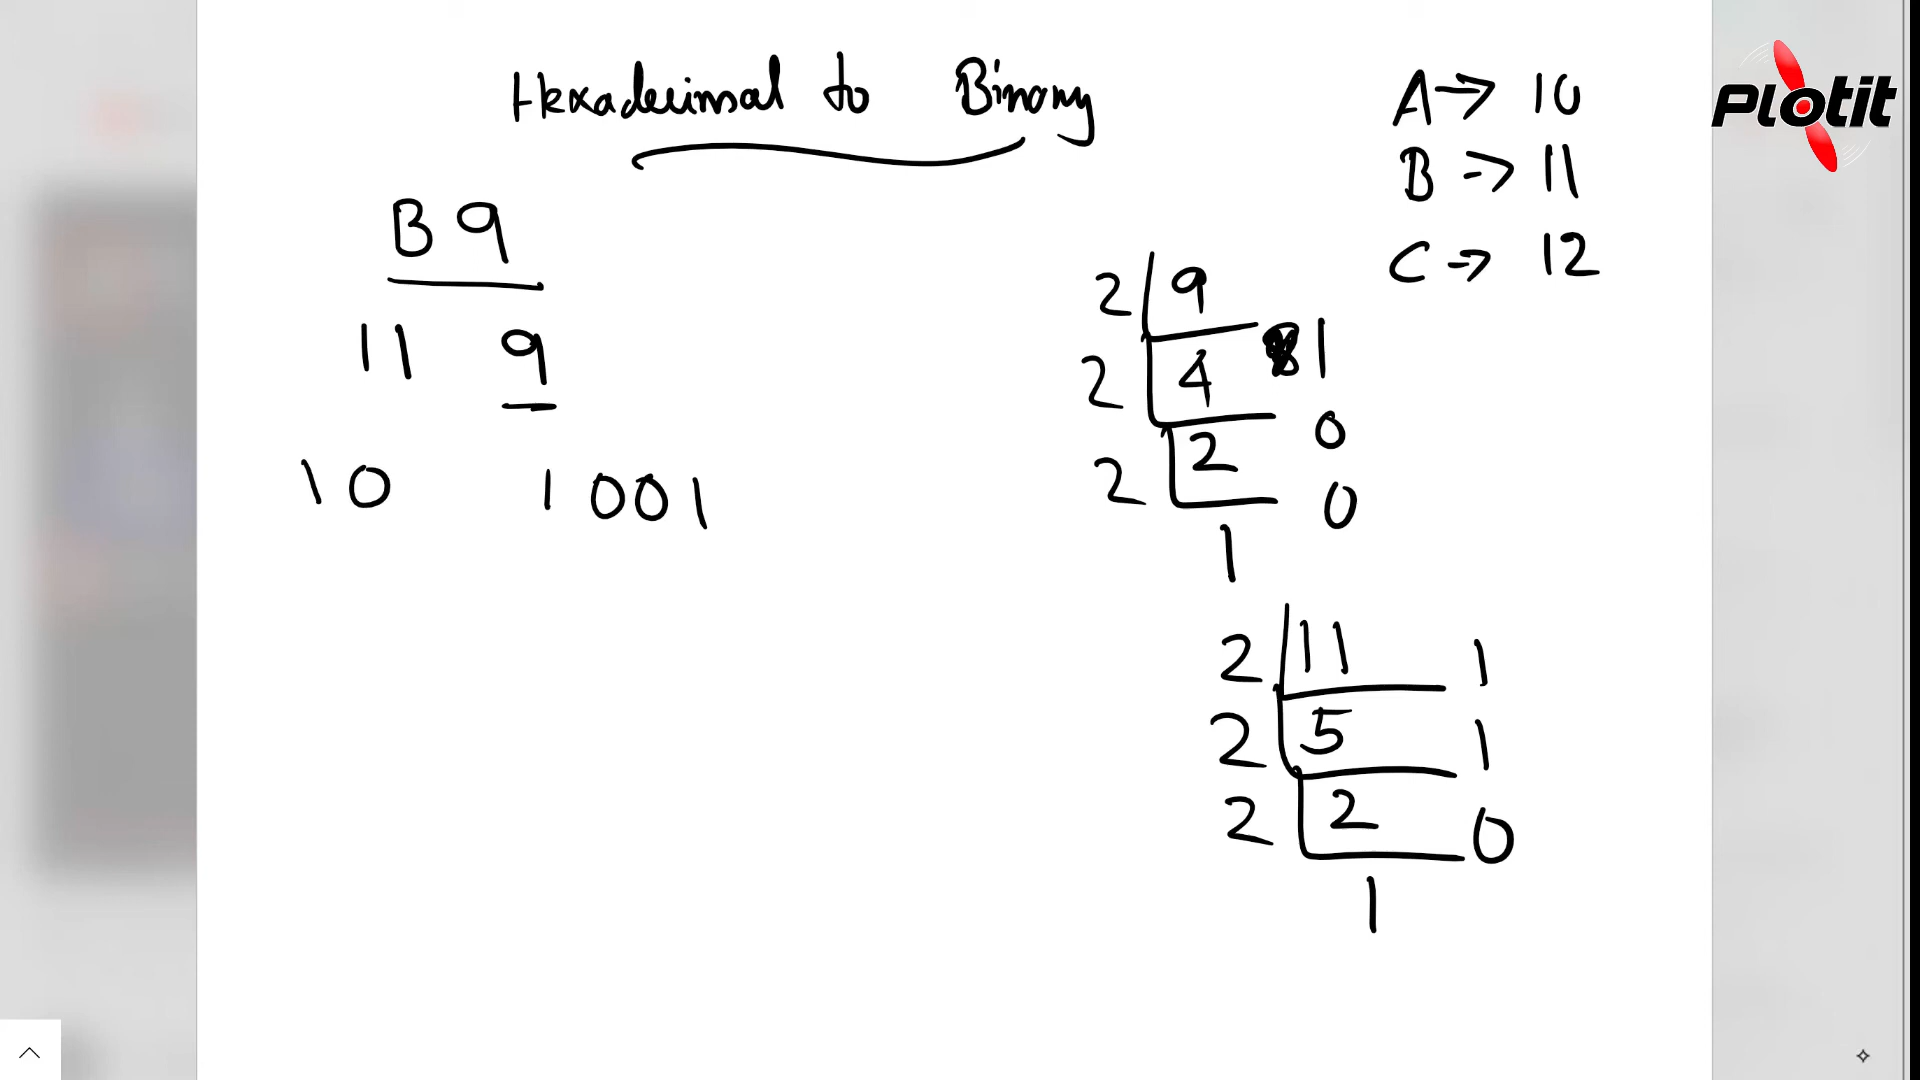 Hexadecimal to Binary
A → 10
B => 11
C => 12
Plotit
B 9
11 9
10 1001
2 9
2 4 1
2 2 0
1 0
2 11 1
2 5 1
2 2 0
1